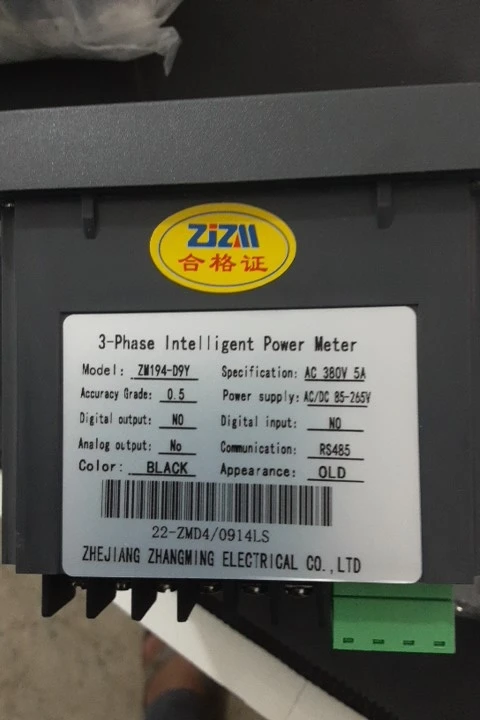 ZJZM
合格证
3-Phase Intelligent Power Meter
Model: ZM194-D9Y Specification: AC 380V 5A
Accuracy Grade: 0.5 Power supply: AC/DC 85-265V
Digital output: NO Digital input: NO
Analog output: No Communication: RS485
Color: BLACK Appearance: OLD
22-ZMD4/0914LS
ZHEJIANG ZHANGMING ELECTRICAL CO.,LTD